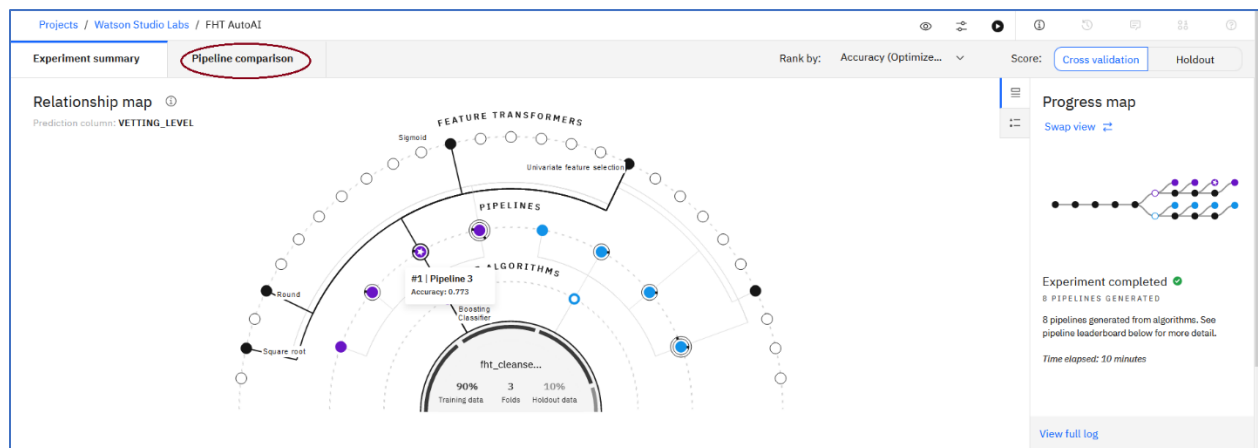 Projects / Watson Studio Labs / FHT AutoAI
Experiment summary
Pipeline comparison
Rank by: Accuracy (Optimize...
Score: Cross validation Holdout
Relationship map
Prediction column: VETTING_LEVEL
FEATURE TRANSFORMERS
Sigmoid
Univariate feature selection
PIPELINES
#1 | Pipeline 3
Accuracy: 0.773
ALGORITHMS
Round
Boosting
Classifier
Square root
fht_cleanse...
90% 3 10%
Training data Folds Holdout data
Progress map
Swap view
Experiment completed
8 PIPELINES GENERATED
8 pipelines generated from algorithms. See
pipeline leaderboard below for more detail.
Time elapsed: 10 minutes
View full log